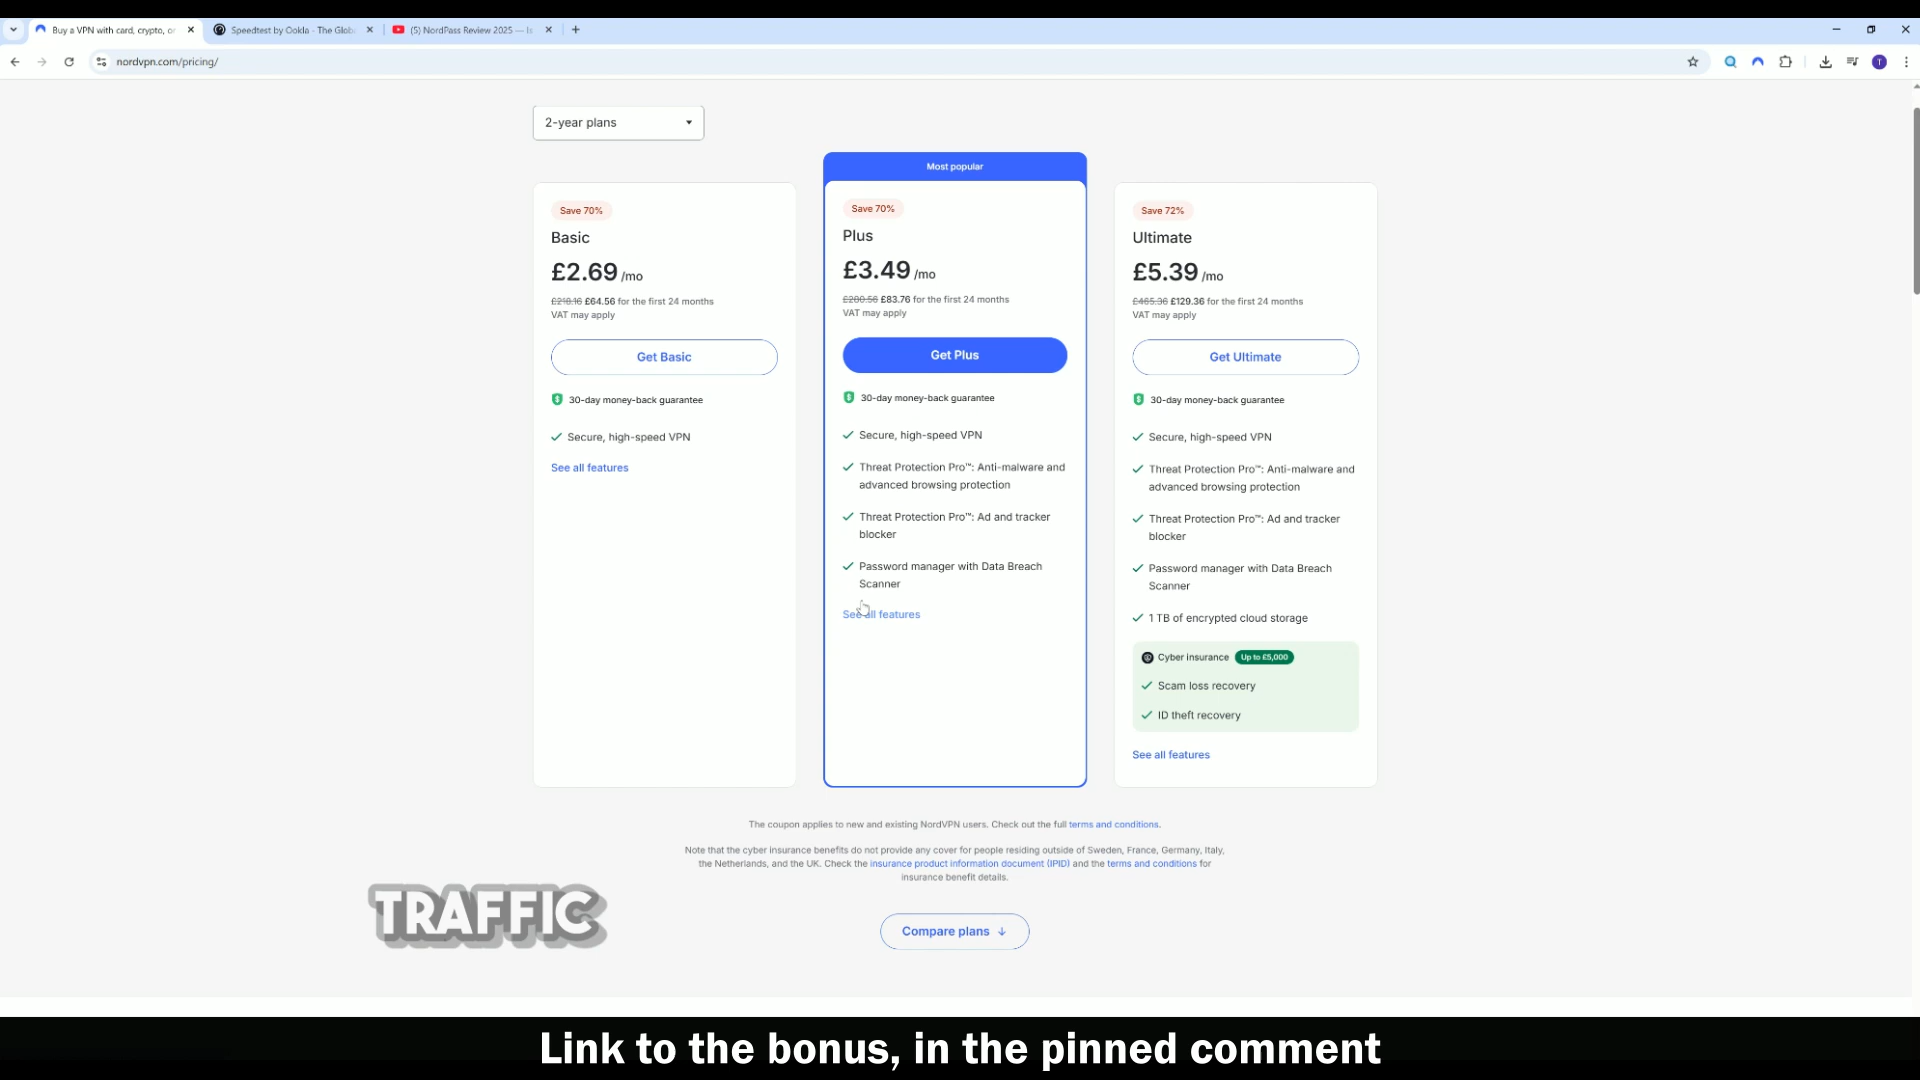 Buy a VPN with card, crypto, or
Speedtest by Ookla - The Glob
(5) NordPass Review 2025 — Is
nordvpn.com/pricing/
T
2-year plans
Most popular
Save 70%
Basic
£2.69 /mo
£218.16 £64.56 for the first 24 months
VAT may apply
Get Basic
30-day money-back guarantee
Secure, high-speed VPN
See all features
Save 70%
Plus
£3.49 /mo
£280.56 £83.76 for the first 24 months
VAT may apply
Get Plus
30-day money-back guarantee
Secure, high-speed VPN
Threat Protection Pro™: Anti-malware and
advanced browsing protection
Threat Protection Pro™: Ad and tracker
blocker
Password manager with Data Breach
Scanner
See all features
Save 72%
Ultimate
£5.39 /mo
£465.36 £129.36 for the first 24 months
VAT may apply
Get Ultimate
30-day money-back guarantee
Secure, high-speed VPN
Threat Protection Pro™: Anti-malware and
advanced browsing protection
Threat Protection Pro™: Ad and tracker
blocker
Password manager with Data Breach
Scanner
1 TB of encrypted cloud storage
Cyber insurance Up to £5,000
Scam loss recovery
ID theft recovery
See all features
The coupon applies to new and existing NordVPN users. Check out the full terms and conditions.
Note that the cyber insurance benefits do not provide any cover for people residing outside of Sweden, France, Germany, Italy,
the Netherlands, and the UK. Check the insurance product information document (IPID) and the terms and conditions for
insurance benefit details.
TRAFFIC
Compare plans ↓
Link to the bonus, in the pinned comment